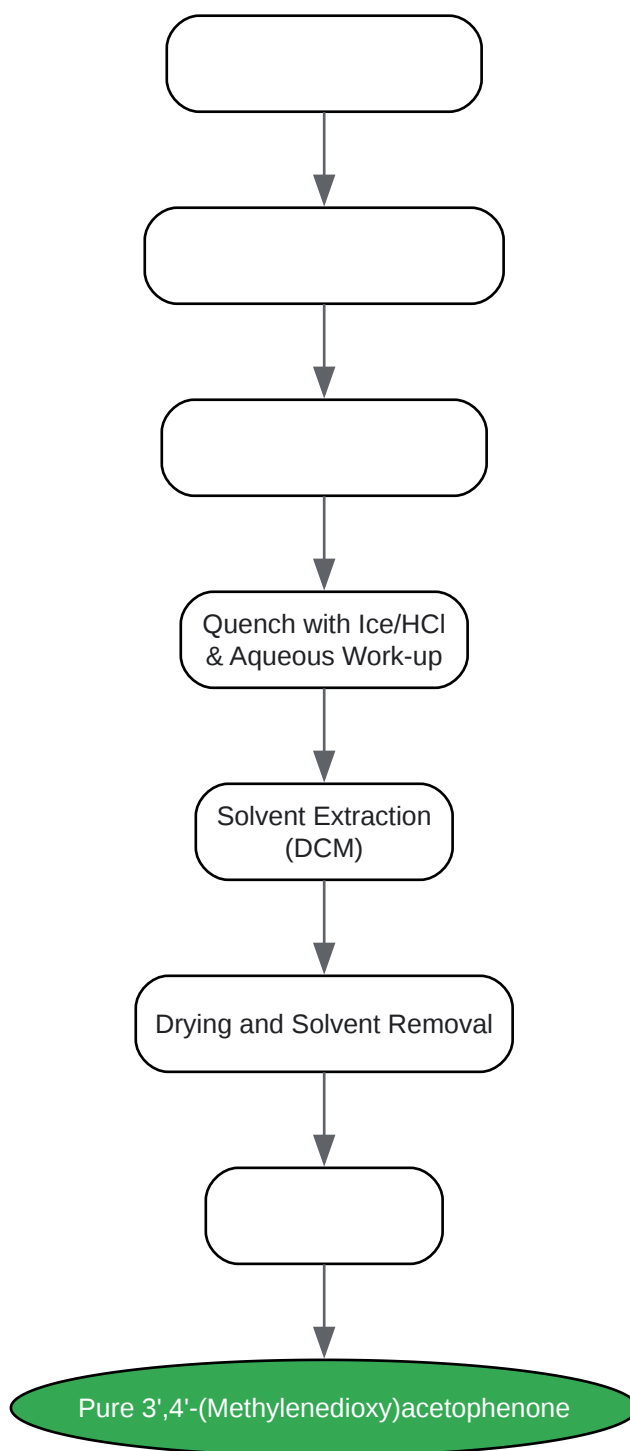 Quench with Ice/HCl
& Aqueous Work-up
Solvent Extraction
(DCM)
Drying and Solvent Removal
Pure 3',4'-(Methylenedioxy)acetophenone